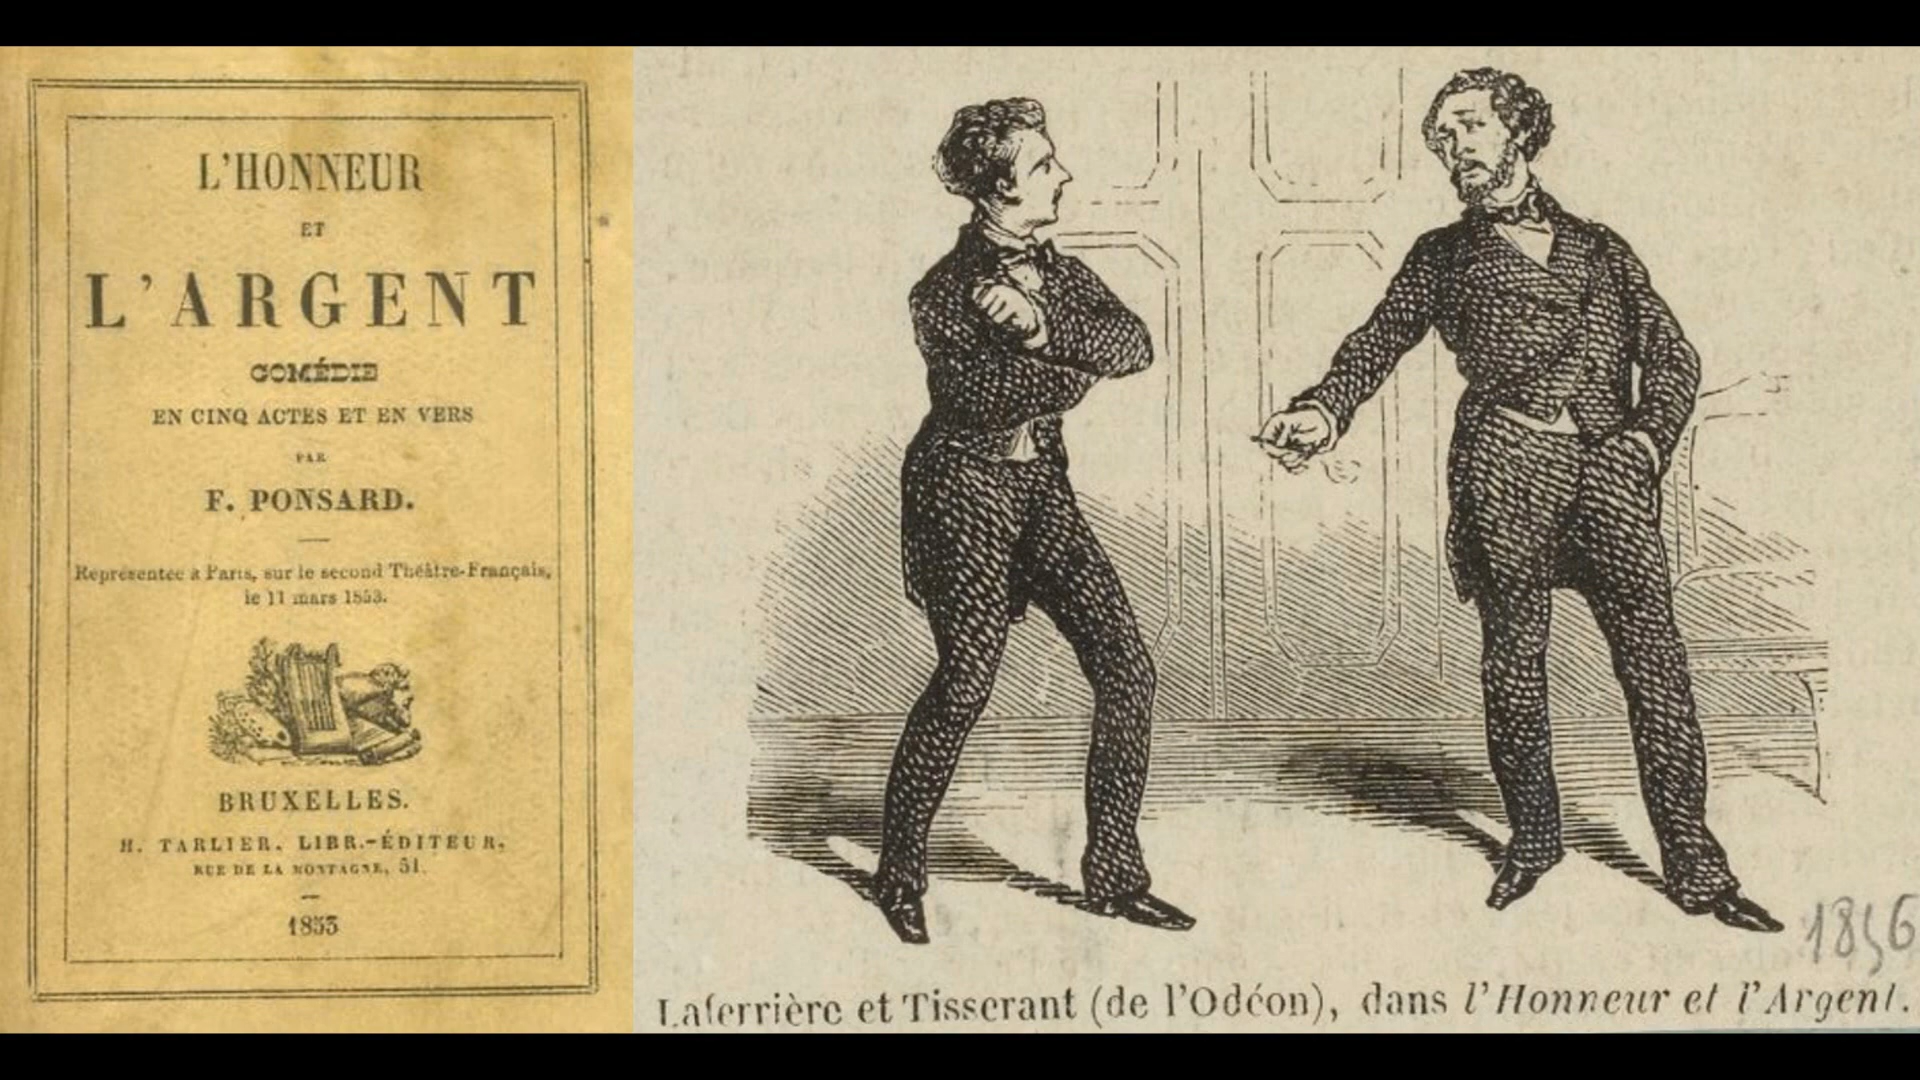 L'HONNEUR
ET
L'ARGENT
COMÉDIE
EN CINQ ACTES ET EN VERS
PAR
F. PONSARD.
Représentée à Paris, sur le second Théâtre-Français,
le 11 mars 1853.
BRUXELLES.
H. TARLIER, LIBR.-ÉDITEUR,
RUE DE LA MONTAGNE, 51.
1853
1856
Laferrière et Tisserant (de l'Odéon), dans l'Honneur et l'Argent.